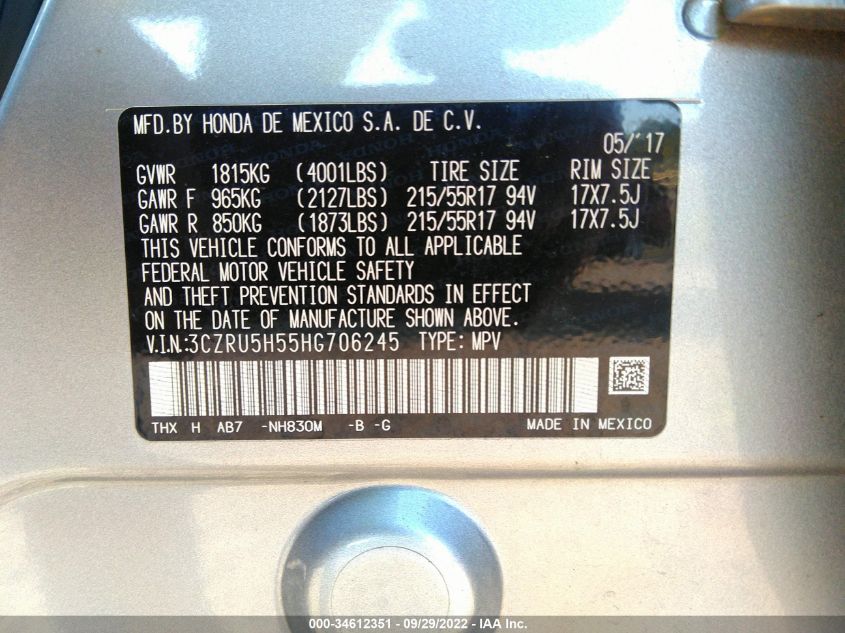 MFD.BY HONDA DE MEXICO S.A. DE C.V.
05/'17
GVWR 1815KG (4001LBS) TIRE SIZE RIM SIZE
GAWR F 965KG (2127LBS) 215/55R17 94V 17X7.5J
GAWR R 850KG (1873LBS) 215/55R17 94V 17X7.5J
THIS VEHICLE CONFORMS TO ALL APPLICABLE
FEDERAL MOTOR VEHICLE SAFETY
AND THEFT PREVENTION STANDARDS IN EFFECT
ON THE DATE OF MANUFACTURE SHOWN ABOVE.
V.I.N.:3CZRU5H55HG706245 TYPE: MPV
THX H AB7 -NH830M -B -G MADE IN MEXICO
000-34612351 - 09/29/2022 - IAA Inc.